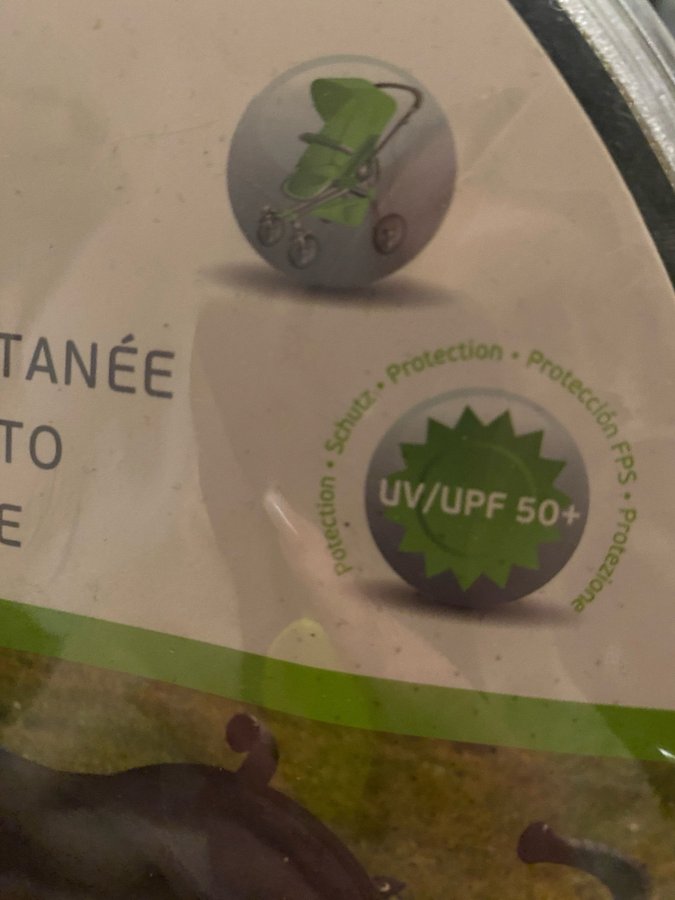 TANÉE
TO
E
Potection • Schutz • Protection • Protección FPS • Protezione
UV/UPF 50+